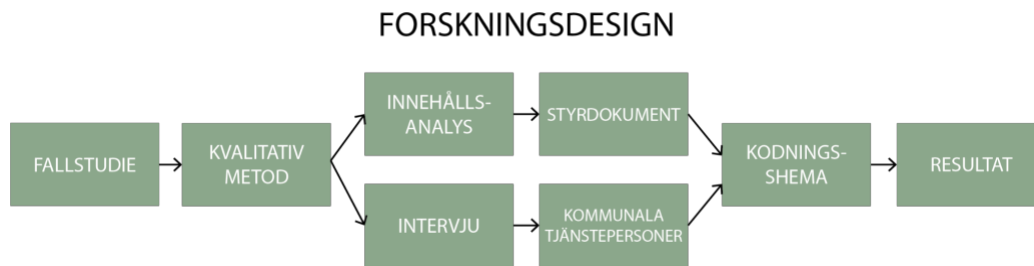 FORSKNINGSDESIGN
FALLSTUDIE
KVALITATIV
METOD
INNEHÅLLS-
ANALYS
STYRDOKUMENT
INTERVJU
KOMMUNALA
TJÄNSTEPERSONER
KODNINGS-
SHEMA
RESULTAT